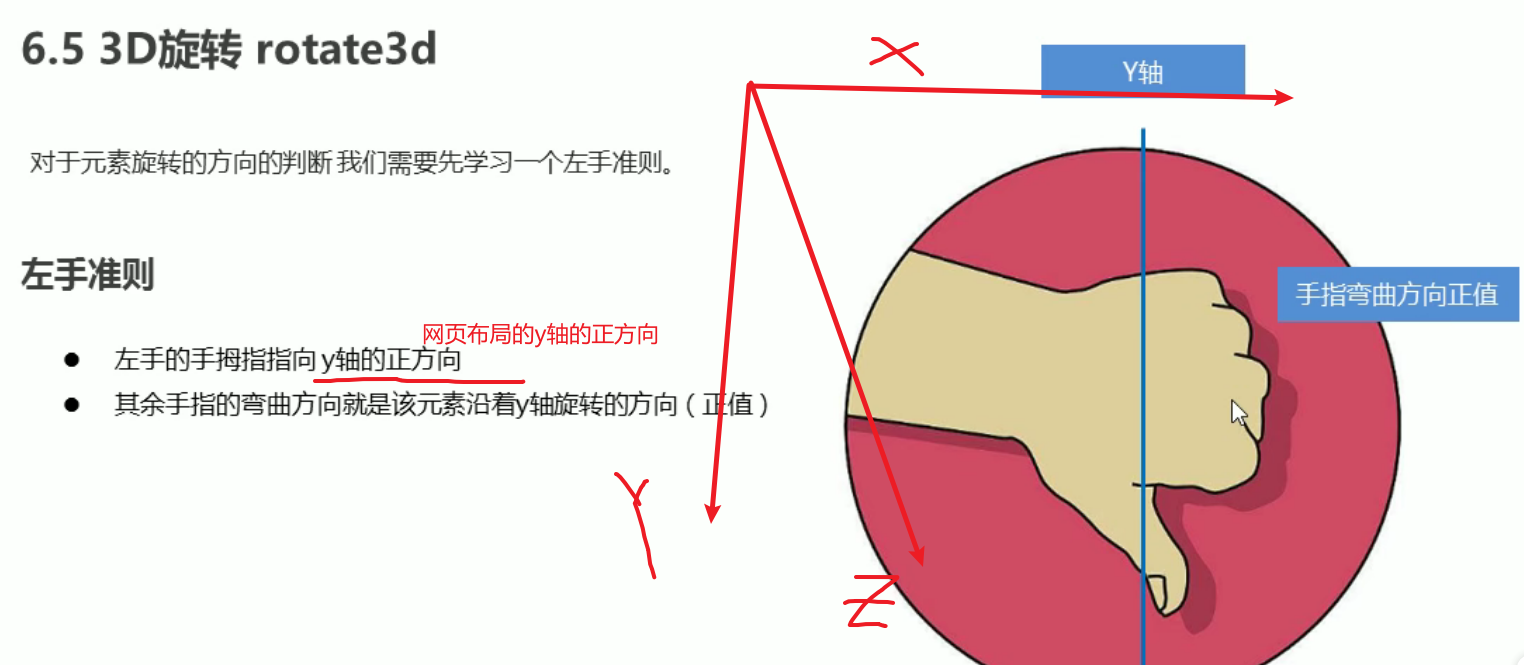 6.5 3D旋转 rotate3d
X
Y轴
对于元素旋转的方向的判断 我们需要先学习一个左手准则。
左手准则
手指弯曲方向正值
网页布局的y轴的正方向
● 左手的手拇指指向 y轴的正方向
● 其余手指的弯曲方向就是该元素沿着y轴旋转的方向（正值）
Y
Z